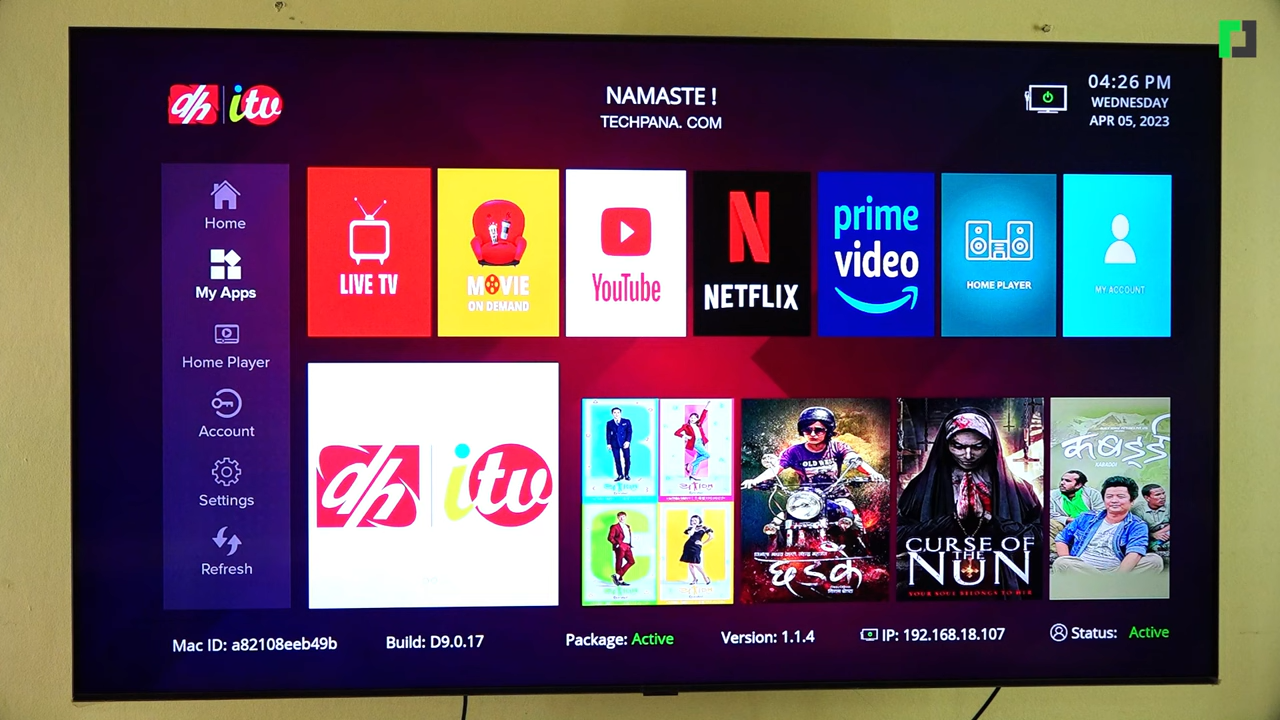 dh itv
NAMASTE !
TECHPANA. COM
04:26 PM
WEDNESDAY
APR 05, 2023
Home
My Apps
Home Player
Account
Settings
Refresh
LIVE TV
MOVIE
ON DEMAND
YouTube
N
NETFLIX
prime
video
HOME PLAYER
MY ACCOUNT
dh itv
OLD WES
छड्के
CURSE OF
THE
NUN
YOUR SOUL BELONGS TO HER
कबड्डी
KABADDI
Mac ID: a82108eeb49b
Build: D9.0.17
Package: Active
Version: 1.1.4
IP: 192.168.18.107
Status: Active